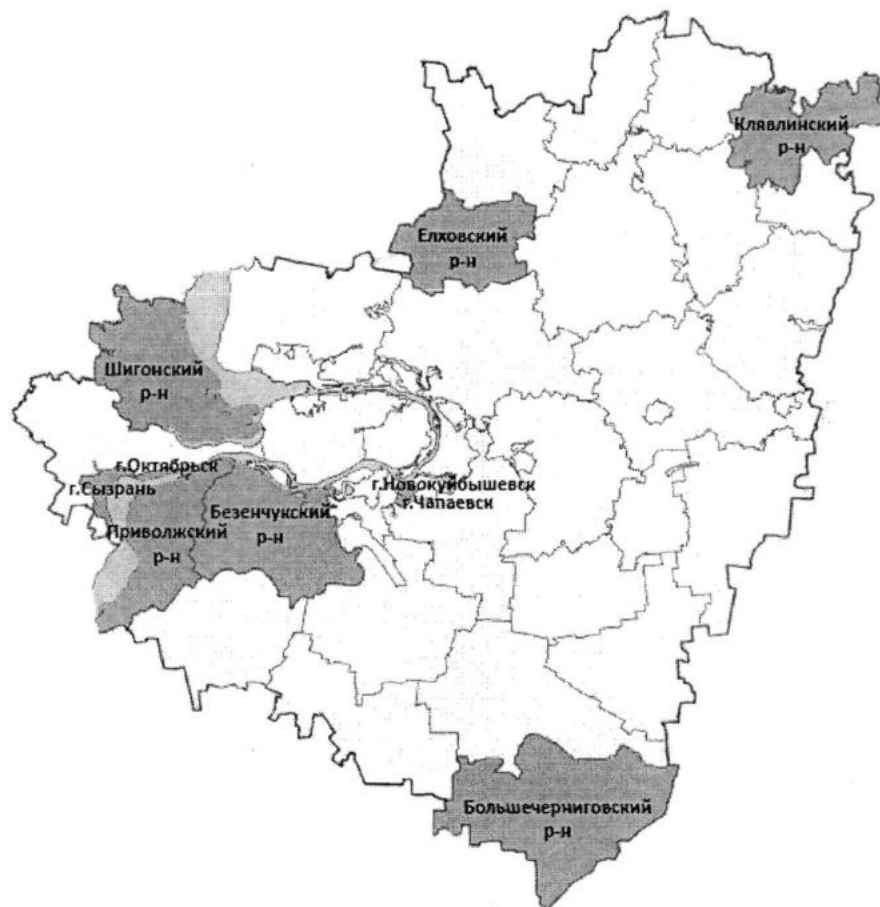 Клявлинский
р-н
Елховский
р-н
Шигонский
р-н
г.Октябрьск
г.Сызрань
г.Новокуйбышевск
г.Чапаевск
Безенчукский
р-н
Приволжский
р-н
Большечерниговский
р-н